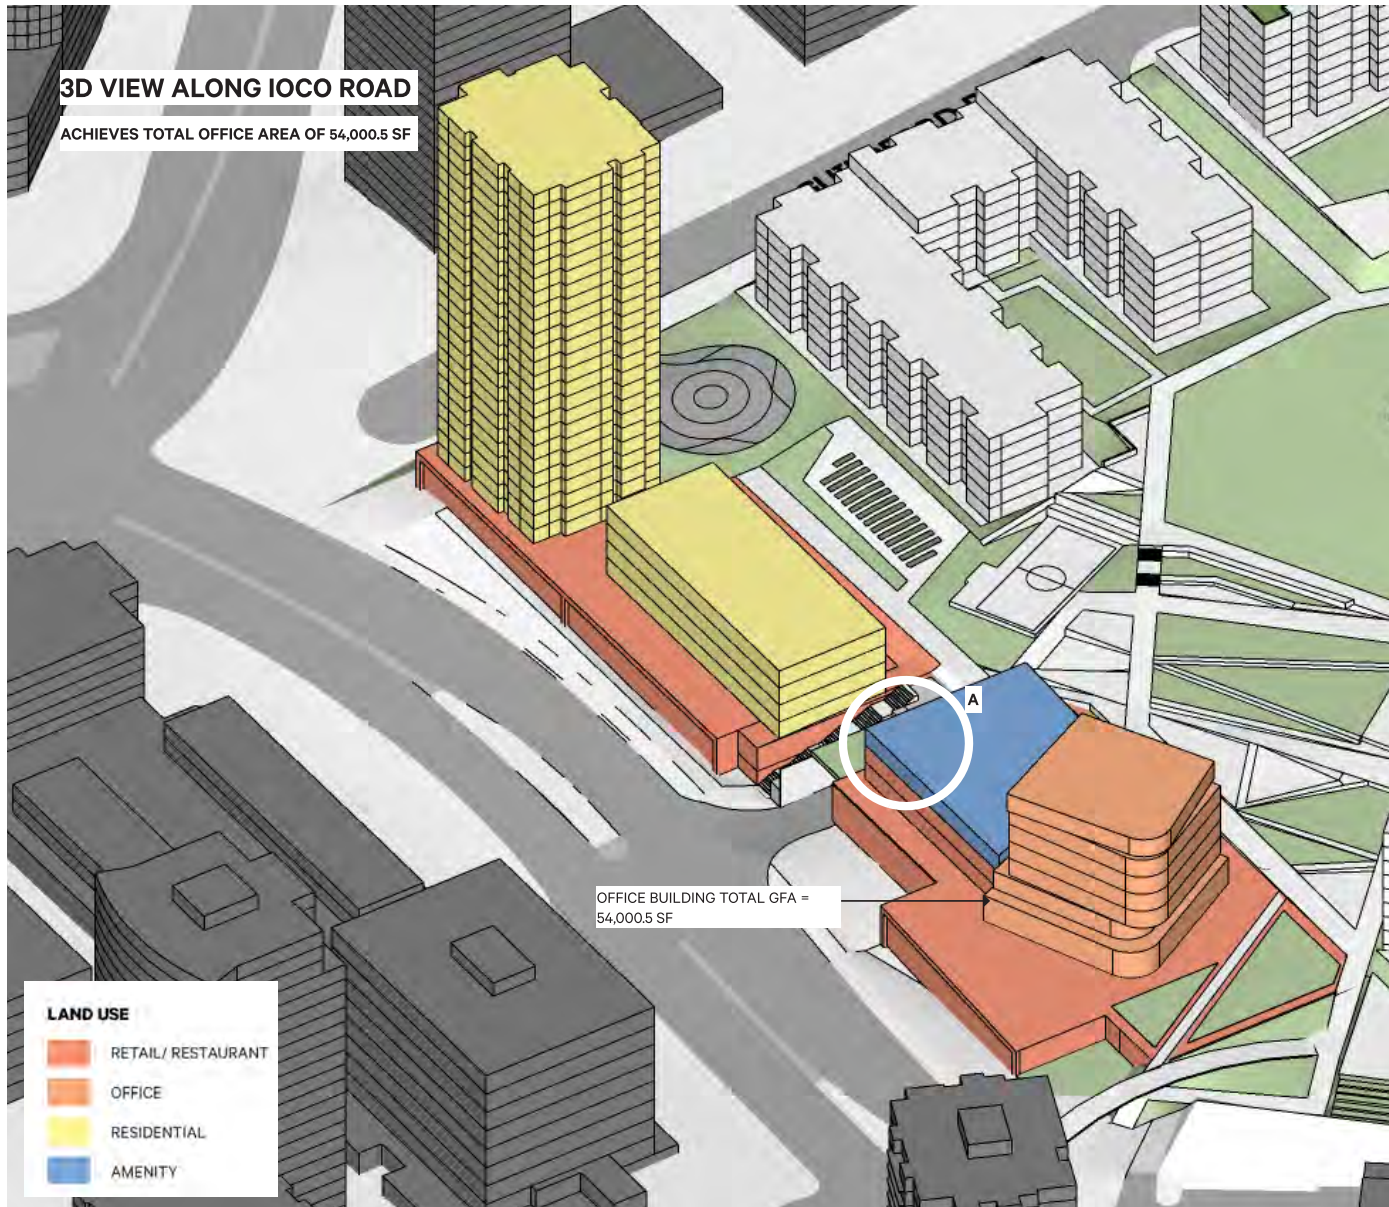 3D VIEW ALONG IOCO ROAD
ACHIEVES TOTAL OFFICE AREA OF 54,000.5 SF
A
OFFICE BUILDING TOTAL GFA =
54,000.5 SF
LAND USE
RETAIL/ RESTAURANT
OFFICE
RESIDENTIAL
AMENITY